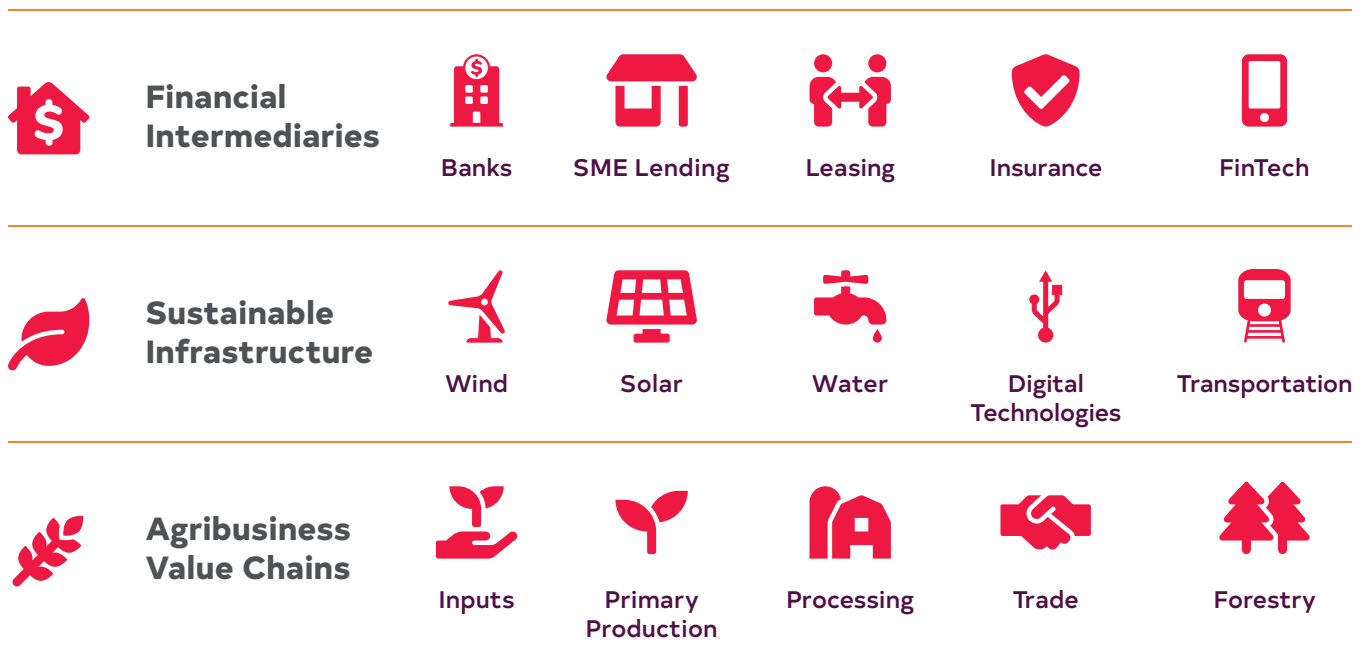 Financial
Intermediaries
Banks
SME Lending
Leasing
Insurance
FinTech
Sustainable
Infrastructure
Wind
Solar
Water
Digital
Technologies
Transportation
Agribusiness
Value Chains
Inputs
Primary
Production
Processing
Trade
Forestry